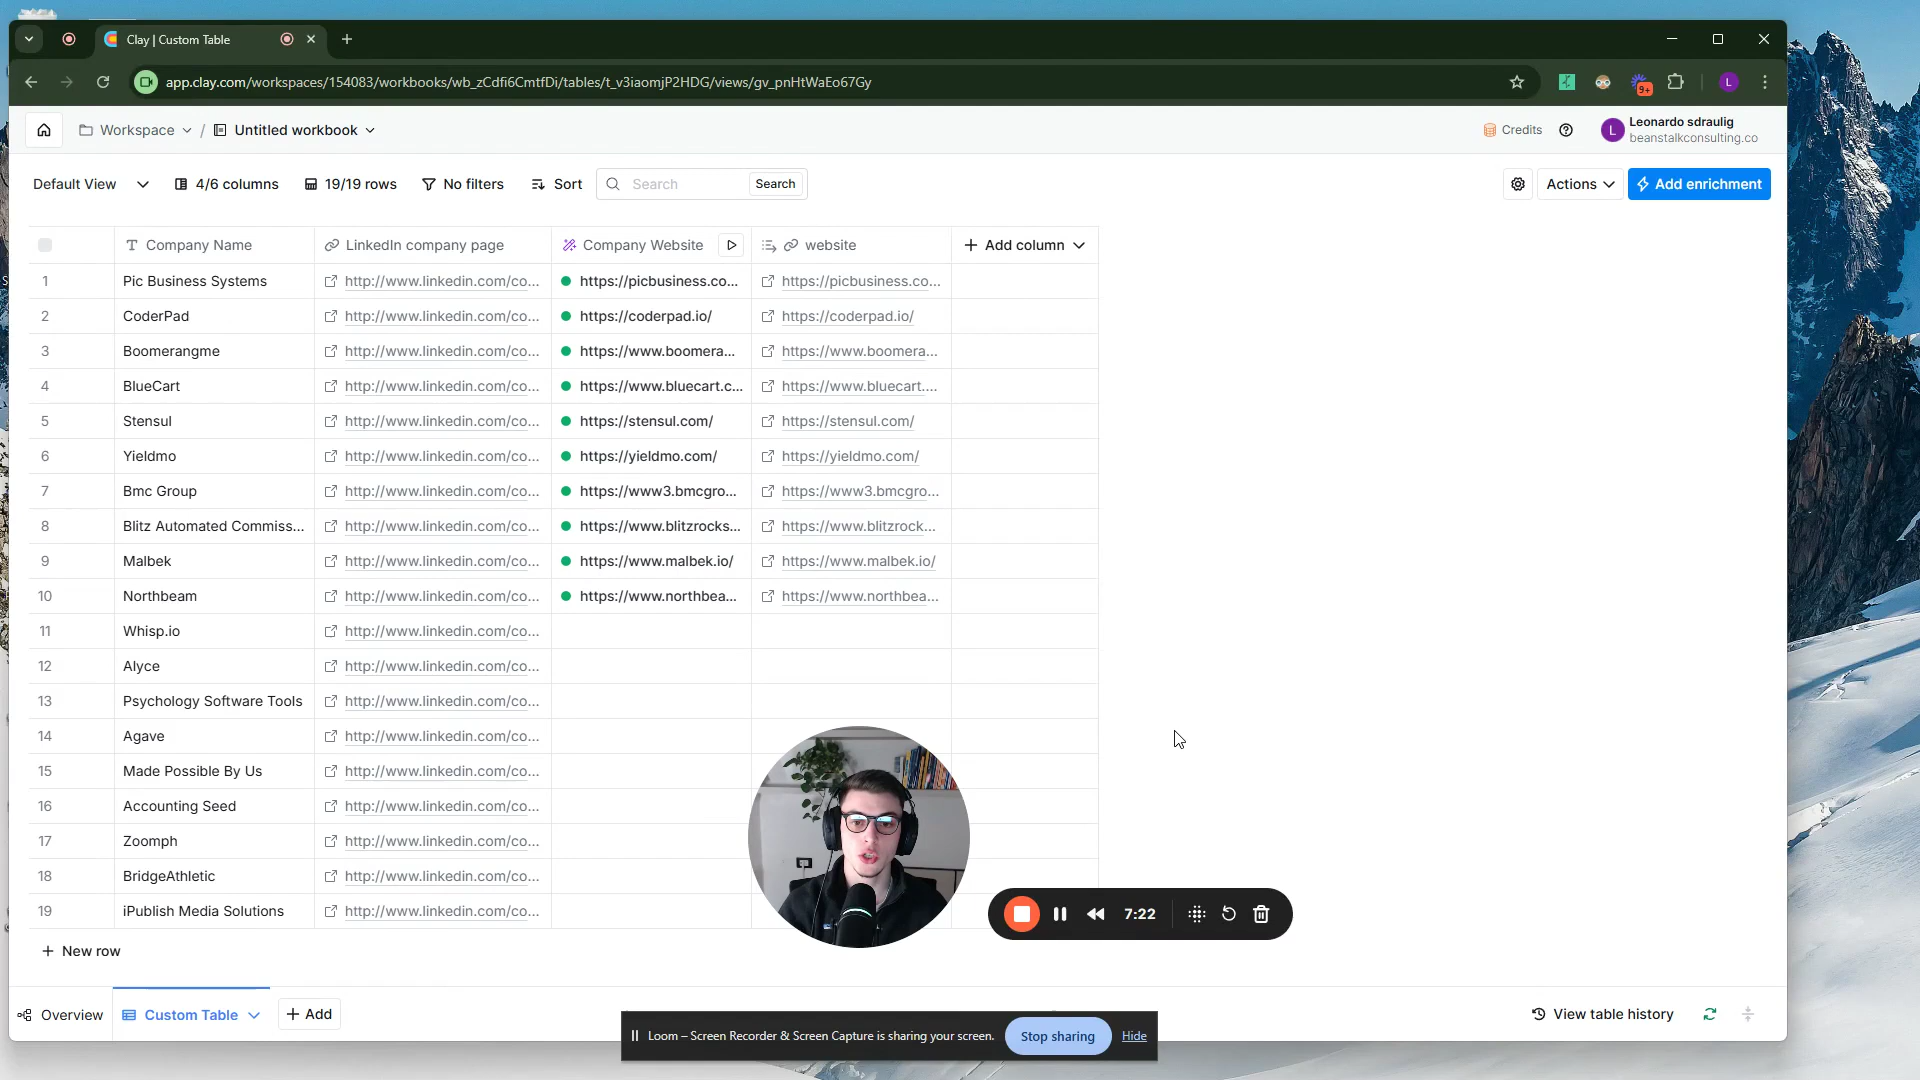 Clay | Custom Table
app.clay.com/workspaces/154083/workbooks/wb_zCdfi6CmtfDi/tables/t_v3iaomjP2HDG/views/gv_pnHtWaEo67Gy
9+
L
Workspace / Untitled workbook
Credits
L
Leonardo sdraulig
beanstalkconsulting.co
Default View
4/6 columns
19/19 rows
No filters
Sort
Search
Search
Actions
Add enrichment
Company Name LinkedIn company page Company Website website + Add column
1 Pic Business Systems http://www.linkedin.com/co... https://picbusiness.co... https://picbusiness.co...
2 CoderPad http://www.linkedin.com/co... https://coderpad.io/ https://coderpad.io/
3 Boomerangme http://www.linkedin.com/co... https://www.boomera... https://www.boomera...
4 BlueCart http://www.linkedin.com/co... https://www.bluecart.c... https://www.bluecart....
5 Stensul http://www.linkedin.com/co... https://stensul.com/ https://stensul.com/
6 Yieldmo http://www.linkedin.com/co... https://yieldmo.com/ https://yieldmo.com/
7 Bmc Group http://www.linkedin.com/co... https://www3.bmcgro... https://www3.bmcgro...
8 Blitz Automated Commiss... http://www.linkedin.com/co... https://www.blitzrocks... https://www.blitzrock...
9 Malbek http://www.linkedin.com/co... https://www.malbek.io/ https://www.malbek.io/
10 Northbeam http://www.linkedin.com/co... https://www.northbea... https://www.northbea...
11 Whisp.io http://www.linkedin.com/co...
12 Alyce http://www.linkedin.com/co...
13 Psychology Software Tools http://www.linkedin.com/co...
14 Agave http://www.linkedin.com/co...
15 Made Possible By Us http://www.linkedin.com/co...
16 Accounting Seed http://www.linkedin.com/co...
17 Zoomph http://www.linkedin.com/co...
18 BridgeAthletic http://www.linkedin.com/co...
19 iPublish Media Solutions http://www.linkedin.com/co...
7:22
+ New row
Overview
Custom Table
+ Add
View table history
Loom – Screen Recorder & Screen Capture is sharing your screen.
Stop sharing
Hide